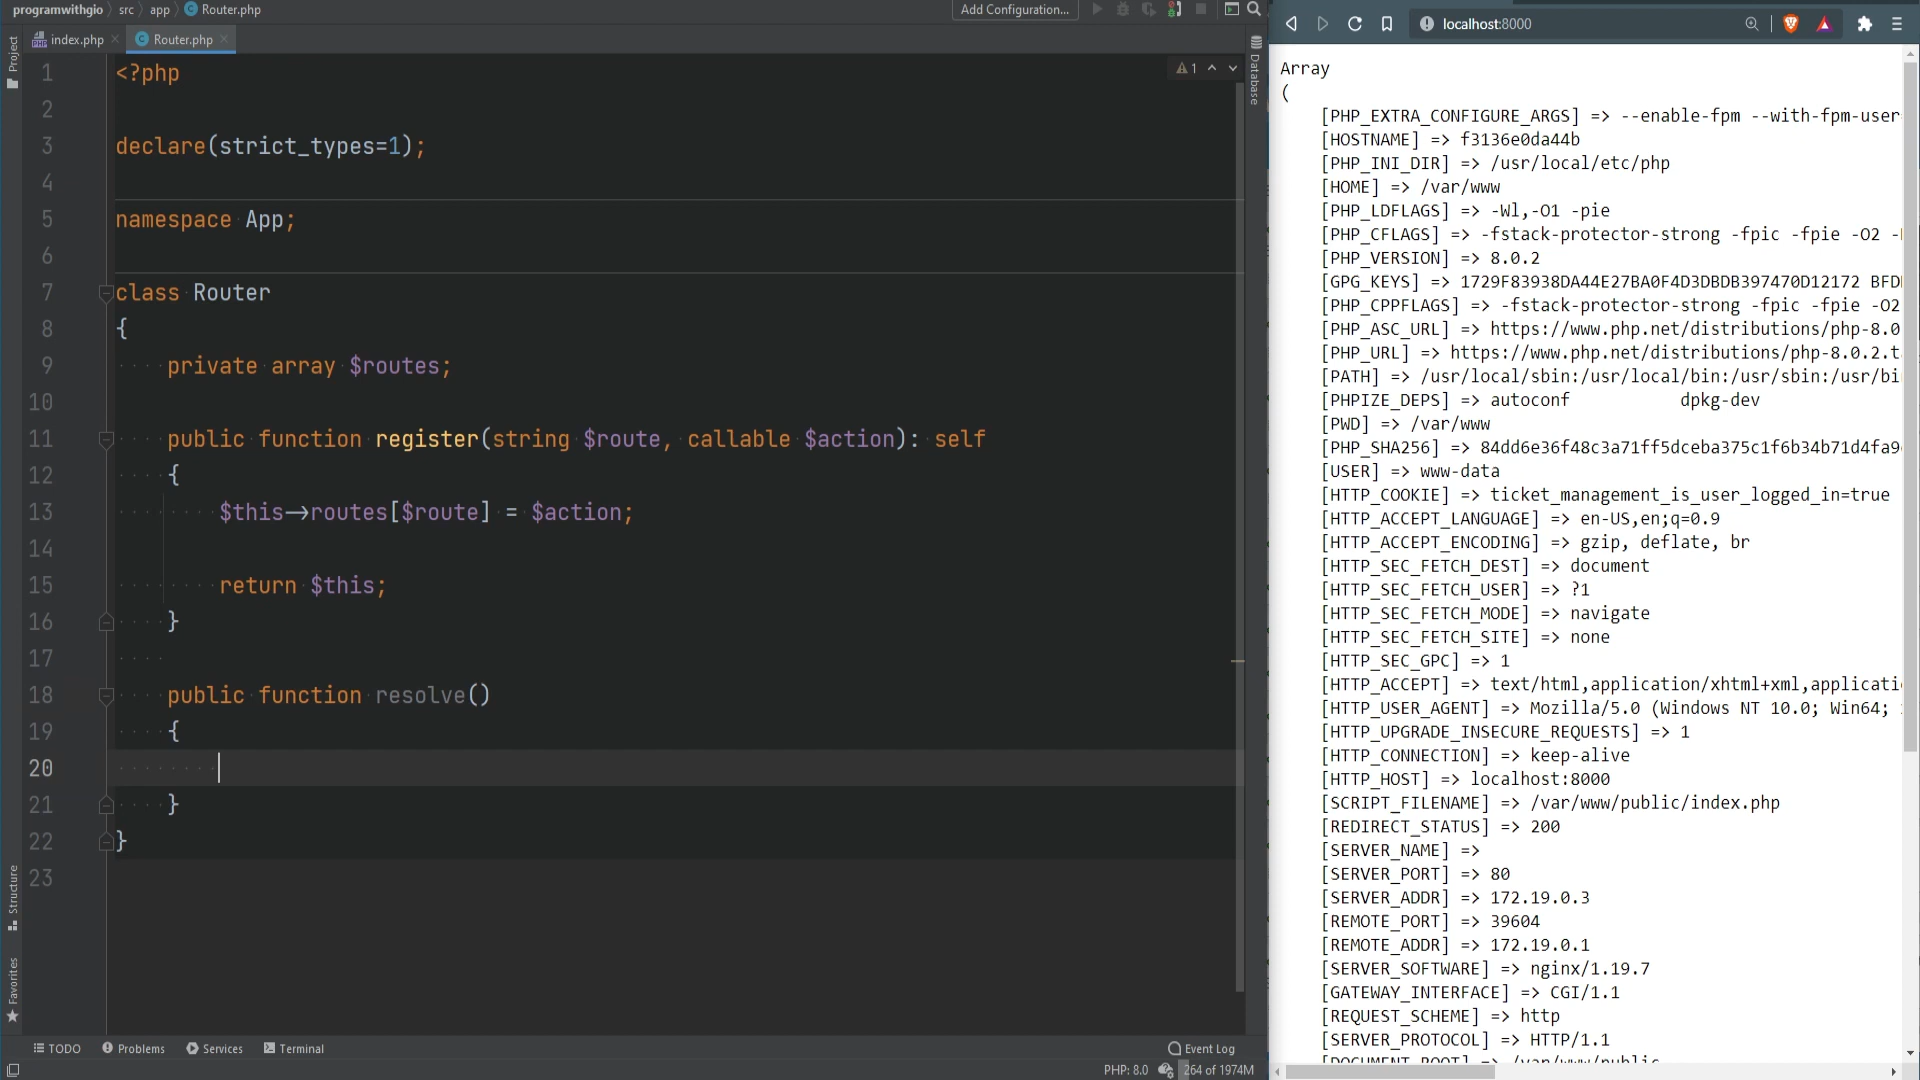 programwithgio src app Router.php
Add Configuration...
index.php
Router.php
Project
Database
Structure
Favorites
1
1 <?php
2
3 declare(strict_types=1);
4
5 namespace App;
6
7 class Router
8 {
9 private array $routes;
10
11 public function register(string $route, callable $action): self
12 {
13 $this->routes[$route] = $action;
14
15 return $this;
16 }
17
18 public function resolve()
19 {
20
21 }
22 }
23
TODO Problems Services Terminal
Event Log
PHP: 8.0 264 of 1974M
localhost:8000
Array
(
[PHP_EXTRA_CONFIGURE_ARGS] => --enable-fpm --with-fpm-user
[HOSTNAME] => f3136e0da44b
[PHP_INI_DIR] => /usr/local/etc/php
[HOME] => /var/www
[PHP_LDFLAGS] => -Wl,-O1 -pie
[PHP_CFLAGS] => -fstack-protector-strong -fpic -fpie -O2 -
[PHP_VERSION] => 8.0.2
[GPG_KEYS] => 1729F83938DA44E27BA0F4D3DBDB397470D12172 BFD
[PHP_CPPFLAGS] => -fstack-protector-strong -fpic -fpie -O2
[PHP_ASC_URL] => https://www.php.net/distributions/php-8.0
[PHP_URL] => https://www.php.net/distributions/php-8.0.2.t
[PATH] => /usr/local/sbin:/usr/local/bin:/usr/sbin:/usr/bi
[PHPIZE_DEPS] => autoconf dpkg-dev
[PWD] => /var/www
[PHP_SHA256] => 84dd6e36f48c3a71ff5dceba375c1f6b34b71d4fa9
[USER] => www-data
[HTTP_COOKIE] => ticket_management_is_user_logged_in=true
[HTTP_ACCEPT_LANGUAGE] => en-US,en;q=0.9
[HTTP_ACCEPT_ENCODING] => gzip, deflate, br
[HTTP_SEC_FETCH_DEST] => document
[HTTP_SEC_FETCH_USER] => ?1
[HTTP_SEC_FETCH_MODE] => navigate
[HTTP_SEC_FETCH_SITE] => none
[HTTP_SEC_GPC] => 1
[HTTP_ACCEPT] => text/html,application/xhtml+xml,applicati
[HTTP_USER_AGENT] => Mozilla/5.0 (Windows NT 10.0; Win64;
[HTTP_UPGRADE_INSECURE_REQUESTS] => 1
[HTTP_CONNECTION] => keep-alive
[HTTP_HOST] => localhost:8000
[SCRIPT_FILENAME] => /var/www/public/index.php
[REDIRECT_STATUS] => 200
[SERVER_NAME] =>
[SERVER_PORT] => 80
[SERVER_ADDR] => 172.19.0.3
[REMOTE_PORT] => 39604
[REMOTE_ADDR] => 172.19.0.1
[SERVER_SOFTWARE] => nginx/1.19.7
[GATEWAY_INTERFACE] => CGI/1.1
[REQUEST_SCHEME] => http
[SERVER_PROTOCOL] => HTTP/1.1
[DOCUMENT_ROOT] => /var/www/public